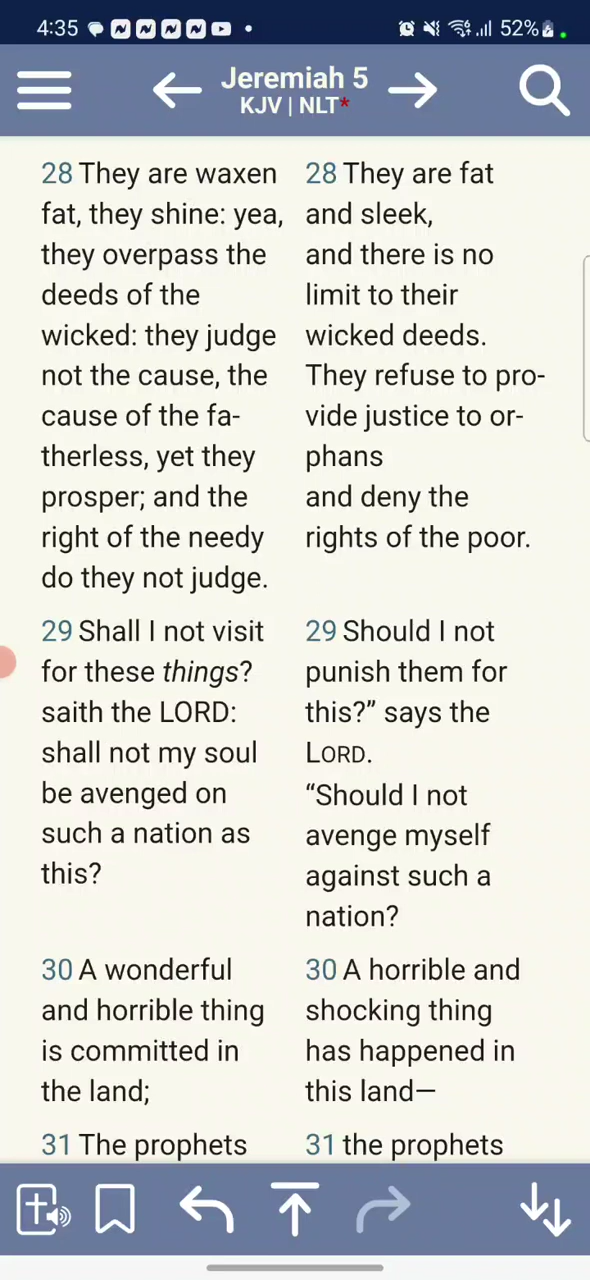 4:35
52%
Jeremiah 5
KJV | NLT*
28 They are waxen
fat, they shine: yea,
they overpass the
deeds of the
wicked: they judge
not the cause, the
cause of the fa-
therless, yet they
prosper; and the
right of the needy
do they not judge.
28 They are fat
and sleek,
and there is no
limit to their
wicked deeds.
They refuse to pro-
vide justice to or-
phans
and deny the
rights of the poor.
29 Shall I not visit
for these things?
saith the LORD:
shall not my soul
be avenged on
such a nation as
this?
29 Should I not
punish them for
this?” says the
LORD.
“Should I not
avenge myself
against such a
nation?
30 A wonderful
and horrible thing
is committed in
the land;
30 A horrible and
shocking thing
has happened in
this land—
31 The prophets
31 the prophets